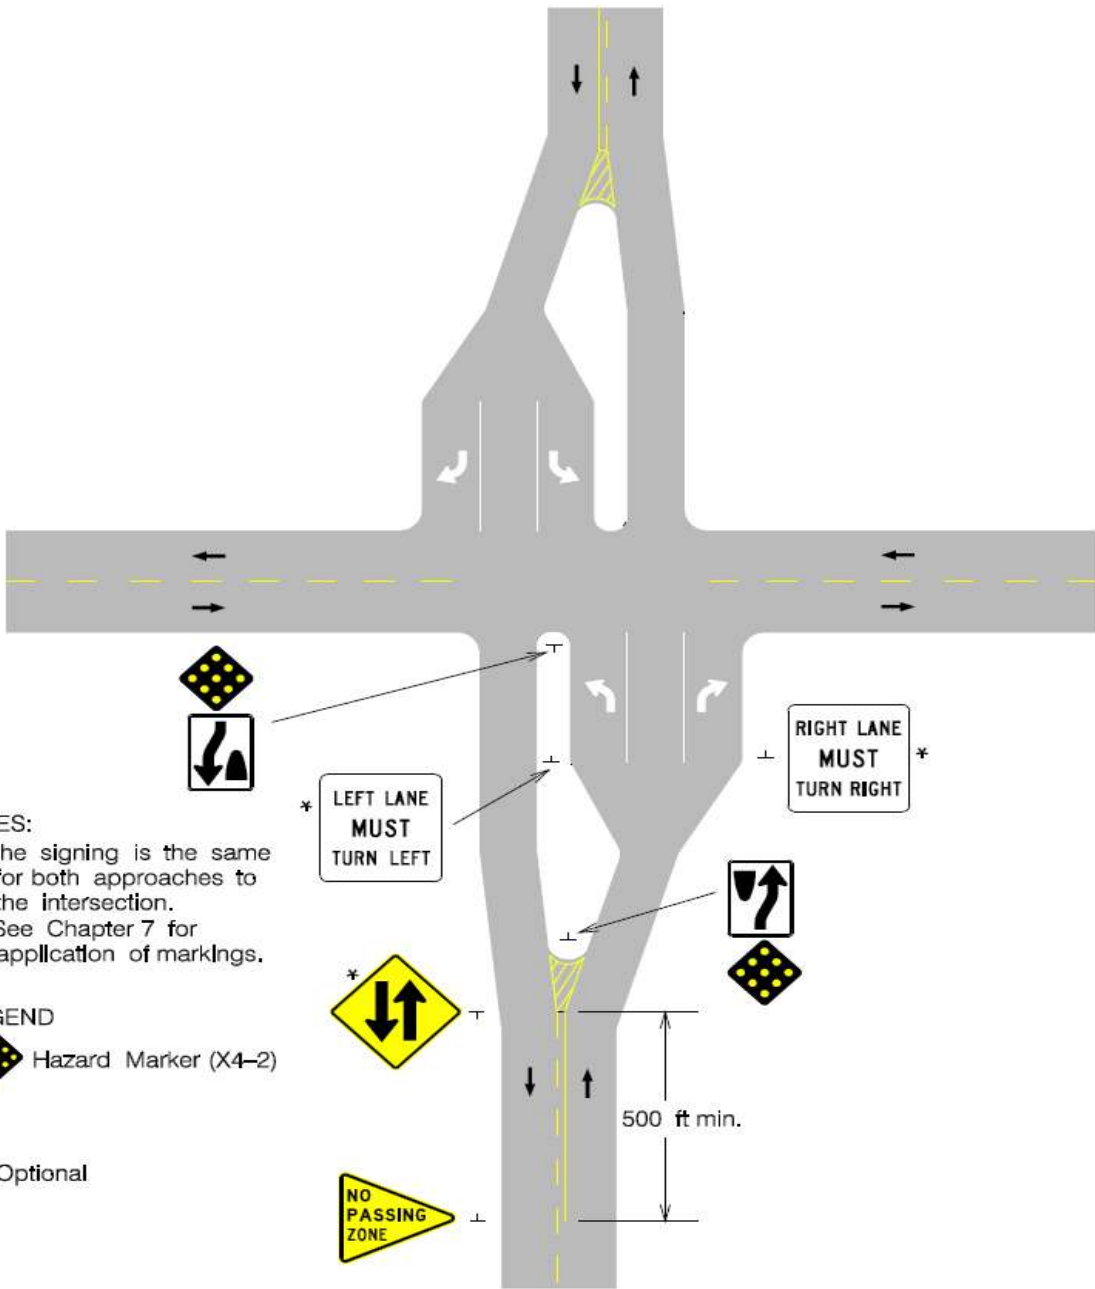 RIGHT LANE
MUST
TURN RIGHT
*
*
LEFT LANE
MUST
TURN LEFT
ES:
he signing is the same
for both approaches to
the intersection.
See Chapter 7 for
application of markings.
*
GEND
Hazard Marker (X4-2)
500 ft min.
Optional
NO
PASSING
ZONE